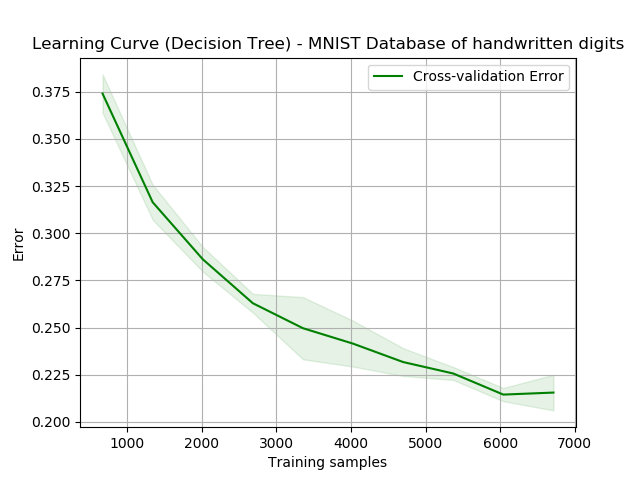 Learning Curve (Decision Tree) - MNIST Database of handwritten digits
Cross-validation Error
0.375
0.350
0.325
0.300
0.275
0.250
0.225
0.200
Error
1000 2000 3000 4000 5000 6000 7000
Training samples